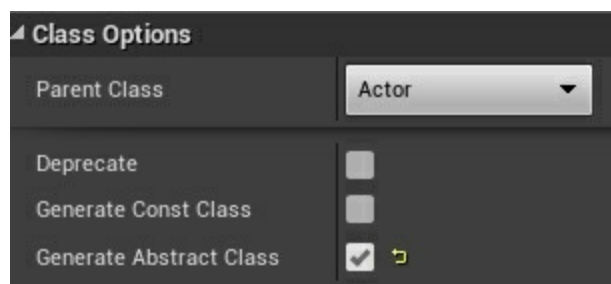 Class Options
Parent Class Actor
Deprecate
Generate Const Class
Generate Abstract Class